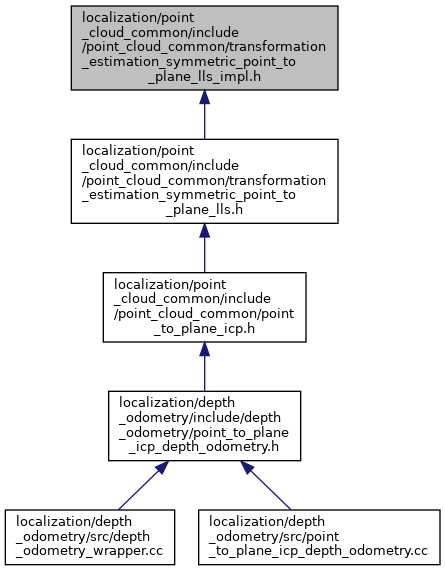 localization/point
_cloud_common/include
/point_cloud_common/transformation
_estimation_symmetric_point_to
_plane_lls_impl.h
localization/point
_cloud_common/include
/point_cloud_common/transformation
_estimation_symmetric_point_to
_plane_lls.h
localization/point
_cloud_common/include
/point_cloud_common/point
_to_plane_icp.h
localization/depth
_odometry/include/depth
_odometry/point_to_plane
_icp_depth_odometry.h
localization/depth
_odometry/src/depth
_odometry_wrapper.cc
localization/depth
_odometry/src/point
_to_plane_icp_depth_odometry.cc